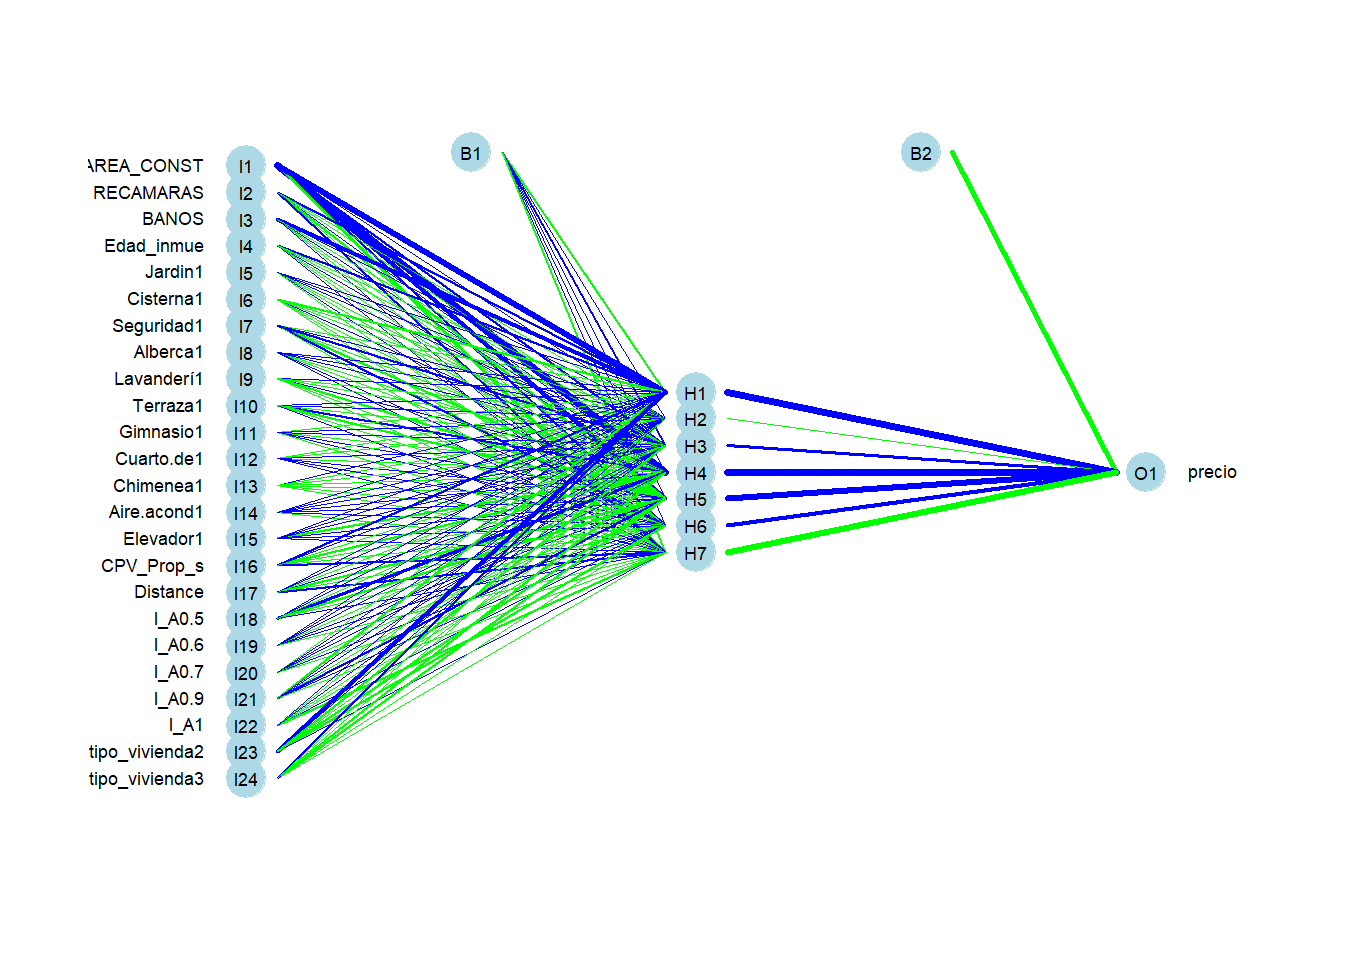 B1
B2
AREA_CONST I1
RECAMARAS I2
BANOS I3
Edad_inmue I4
Jardin1 I5
Cisterna1 I6
Seguridad1 I7
Alberca1 I8
Lavanderí1 I9
Terraza1 I10
Gimnasio1 I11
Cuarto.de1 I12
Chimenea1 I13
Aire.acond1 I14
Elevador1 I15
CPV_Prop_s I16
Distance I17
I_A0.5 I18
I_A0.6 I19
I_A0.7 I20
I_A0.9 I21
I_A1 I22
tipo_vivienda2 I23
tipo_vivienda3 I24
H1
H2
H3
H4
H5
H6
H7
O1 precio